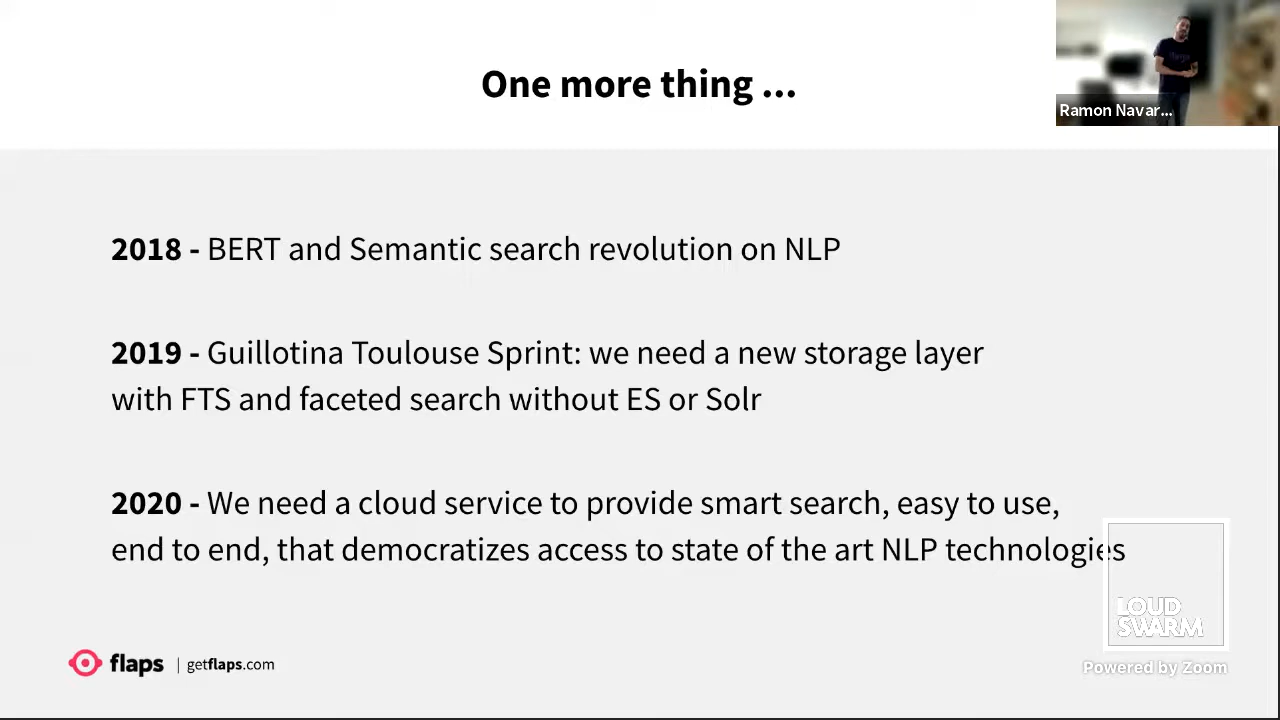 One more thing ...
Ramon Navar...
2018 - BERT and Semantic search revolution on NLP
2019 - Guillotina Toulouse Sprint: we need a new storage layer
with FTS and faceted search without ES or Solr
2020 - We need a cloud service to provide smart search, easy to use,
end to end, that democratizes access to state of the art NLP technologies
LOUD
SWARM
flaps | getflaps.com
Powered by Zoom